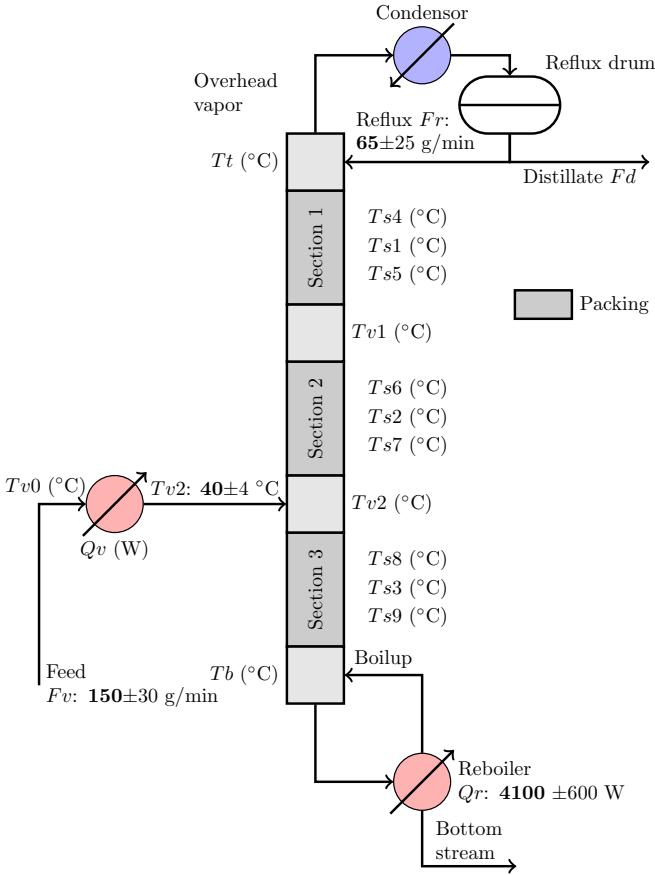 Condensor
Overhead
vapor
Reflux drum
Reflux Fr:
65±25 g/min
Tt (°C)
Distillate Fd
Section 1
Ts4 (°C)
Ts1 (°C)
Ts5 (°C)
Packing
Tv1 (°C)
Section 2
Ts6 (°C)
Ts2 (°C)
Ts7 (°C)
Tv0 (°C)
Tv2: 40±4 °C
Tv2 (°C)
Qv (W)
Section 3
Ts8 (°C)
Ts3 (°C)
Ts9 (°C)
Boilup
Tb (°C)
Feed
Fv: 150±30 g/min
Reboiler
Qr: 4100 ±600 W
Bottom
stream